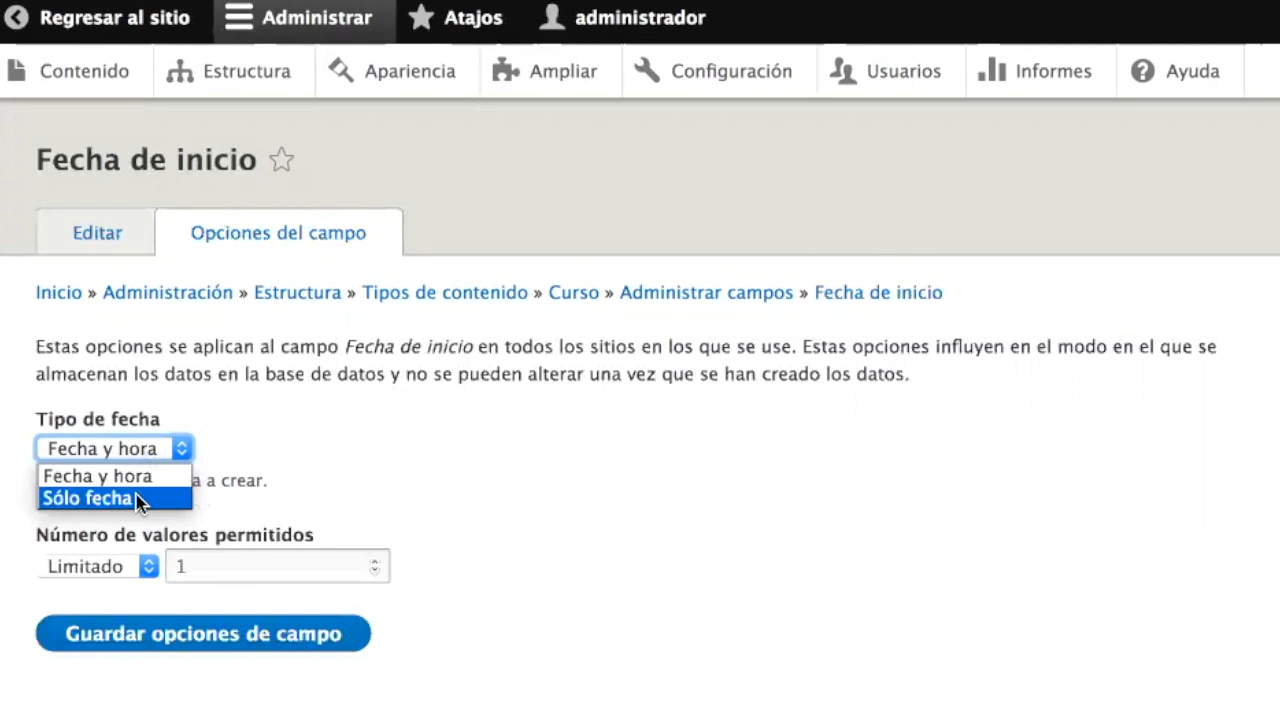 Regresar al sitio Administrar Atajos administrador
Contenido Estructura Apariencia Ampliar Configuración Usuarios Informes Ayuda
Fecha de inicio
Editar Opciones del campo
Inicio » Administración » Estructura » Tipos de contenido » Curso » Administrar campos » Fecha de inicio
Estas opciones se aplican al campo Fecha de inicio en todos los sitios en los que se use. Estas opciones influyen en el modo en el que se
almacenan los datos en la base de datos y no se pueden alterar una vez que se han creado los datos.
Tipo de fecha
Fecha y hora
Fecha y hora
a a crear.
Sólo fecha
Número de valores permitidos
Limitado 1
Guardar opciones de campo